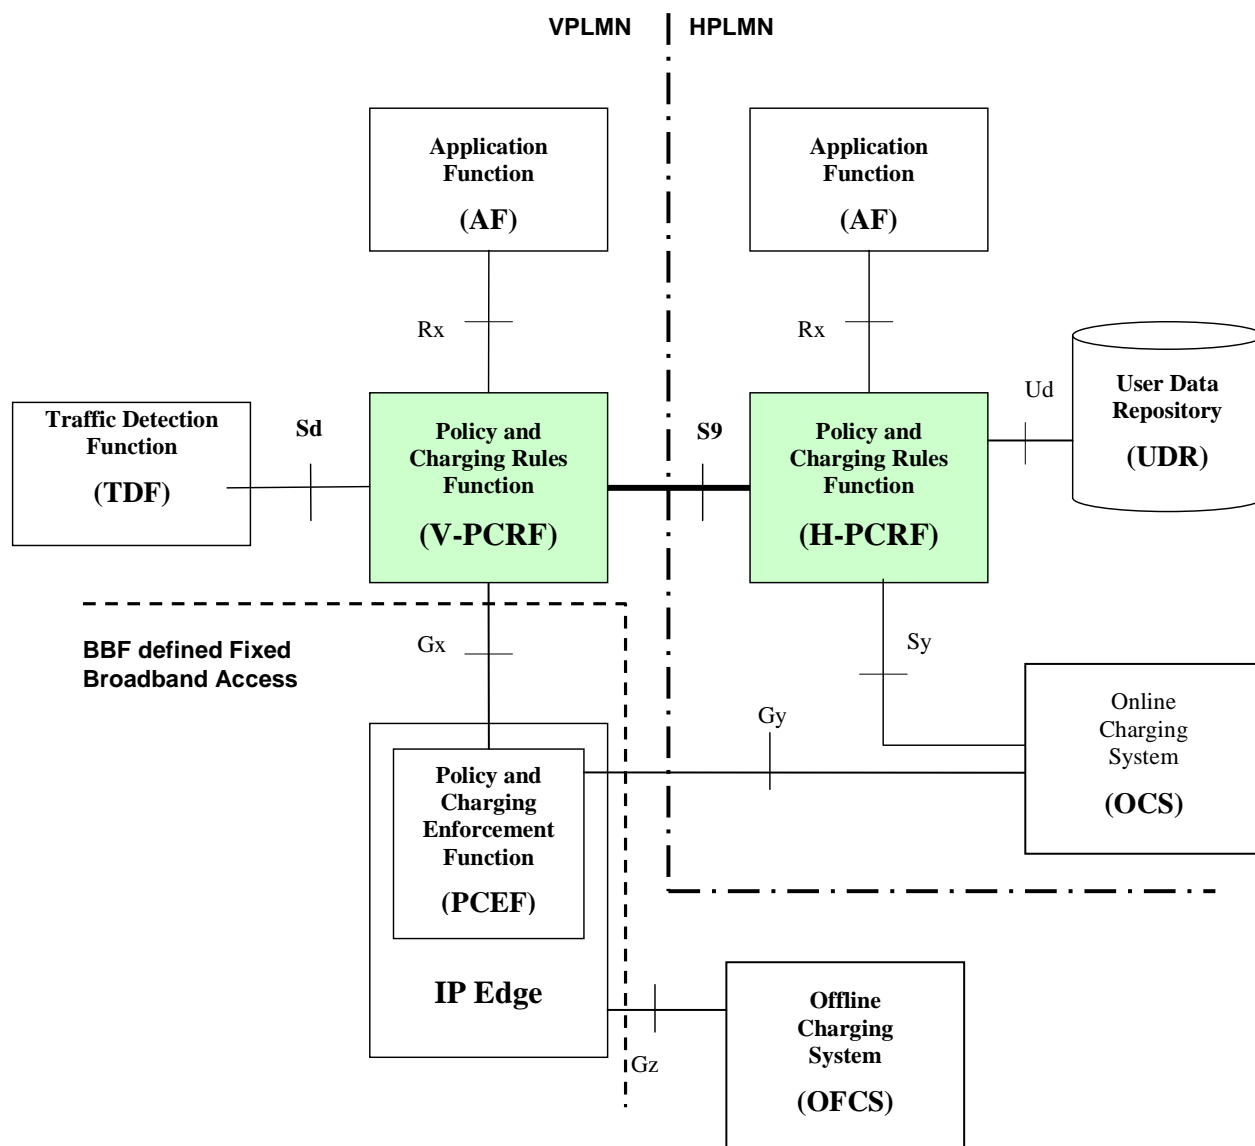 VPLMN
HPLMN
Application
Function
(AF)
Application
Function
(AF)
Rx
Rx
Traffic Detection
Function
(TDF)
Sd
Policy and
Charging Rules
Function
(V-PCRF)
S9
Policy and
Charging Rules
Function
(H-PCRF)
Ud
User Data
Repository
(UDR)
BBF defined Fixed
Broadband Access
Gx
Sy
Gy
Online
Charging
System
(OCS)
Policy and
Charging
Enforcement
Function
(PCEF)
IP Edge
Gz
Offline
Charging
System
(OFCS)